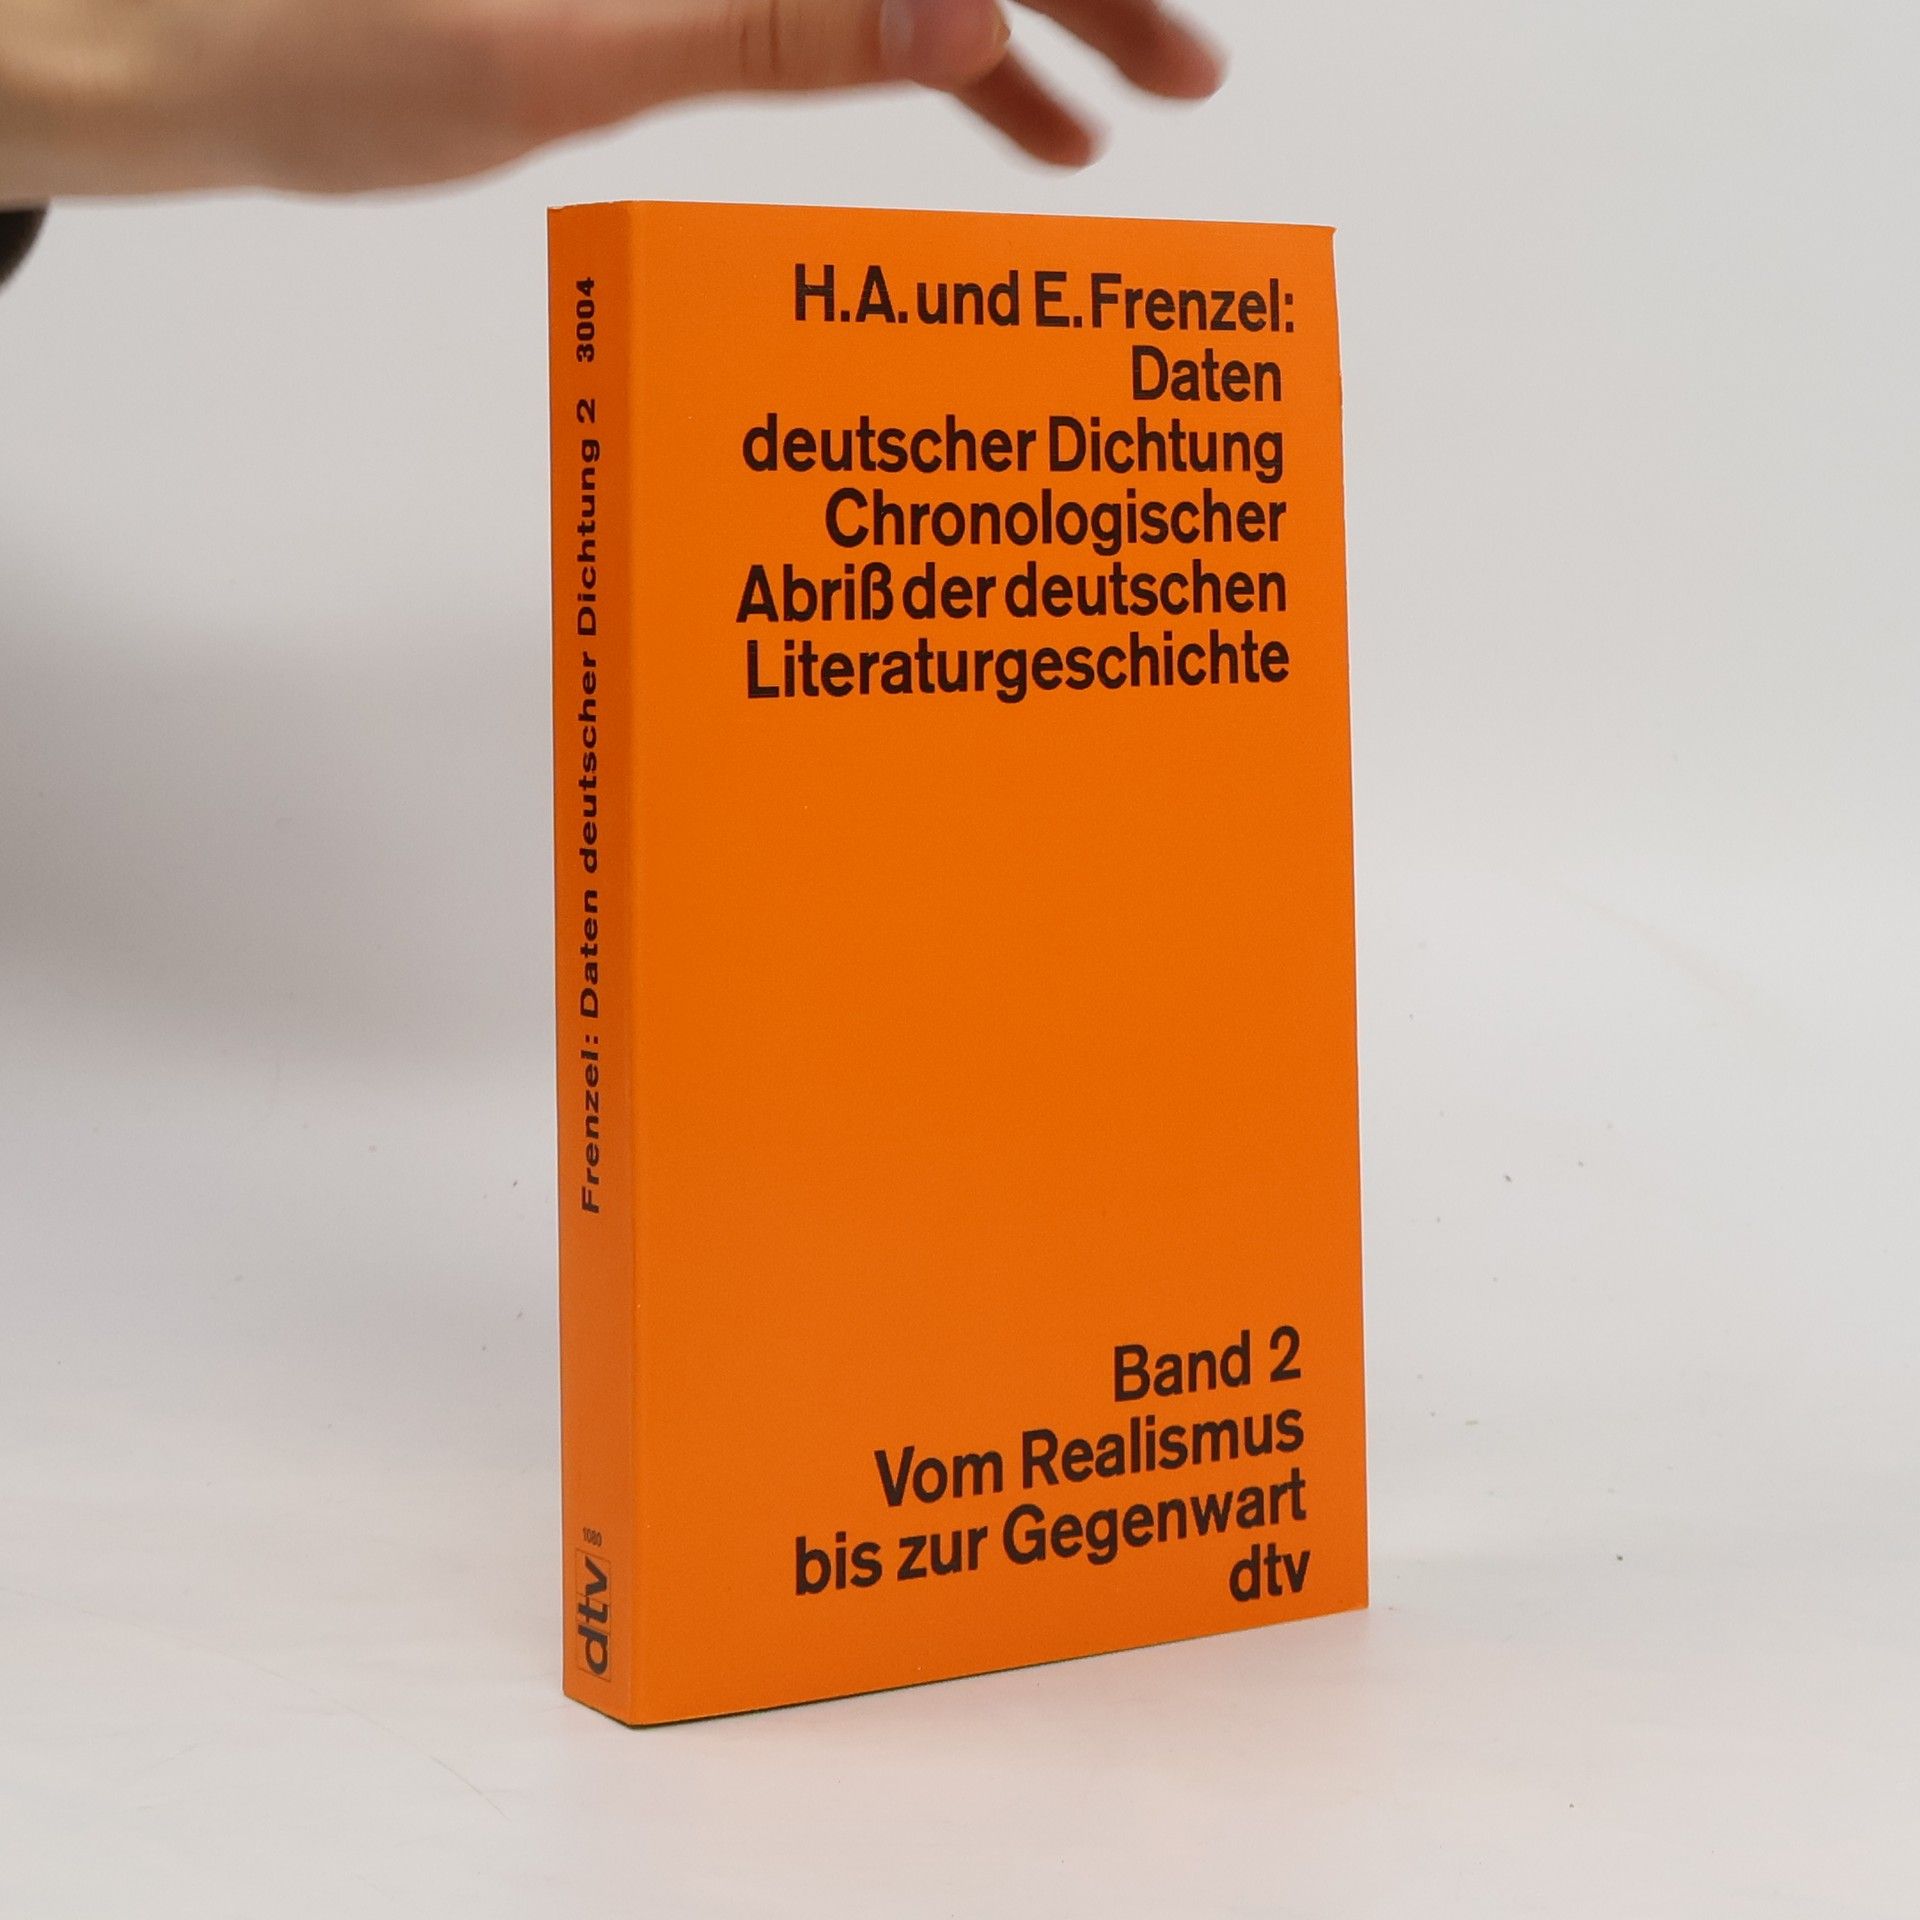 H.A. und E. Frenzel:
Daten
deutscher Dichtung
Chronologischer
Abriß der deutschen
Literaturgeschichte
Band 2
Vom Realismus
bis zur Gegenwart
dtv
Frenzel: Daten deutscher Dichtung 2 3004
dtv
1080